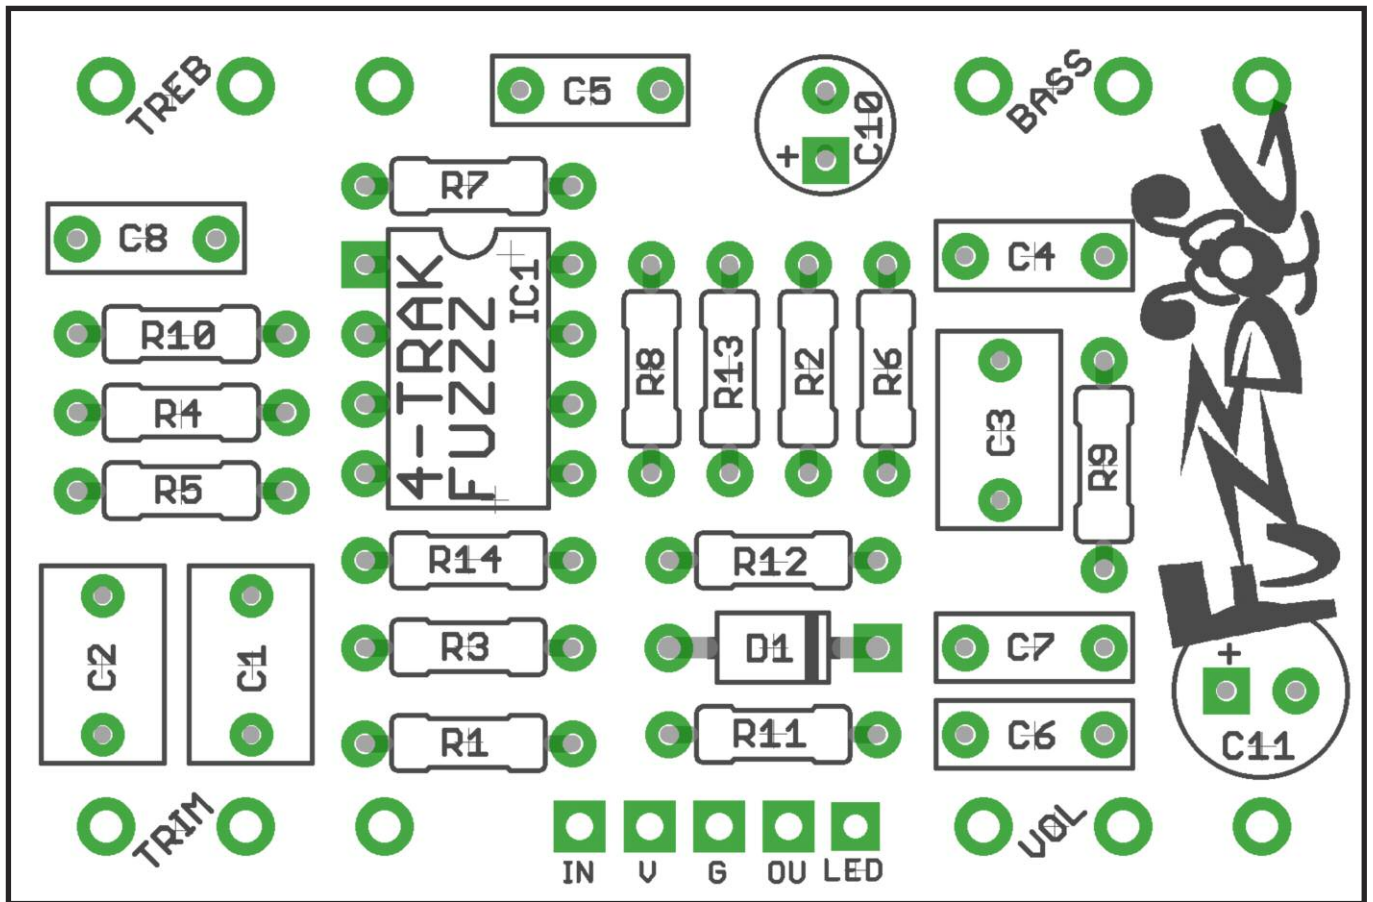 TREB
C5
+
C10
BASS
R7
C8
4-TRAK
FUZZZ
IC1
C4
R10
R8
R13
R2
R6
C3
R4
R9
R5
FUZZDOG
R14
R12
C2
C1
R3
D1
C7
+
R1
R11
C6
C11
TRIM
VOL
IN
V
G
OU
LED